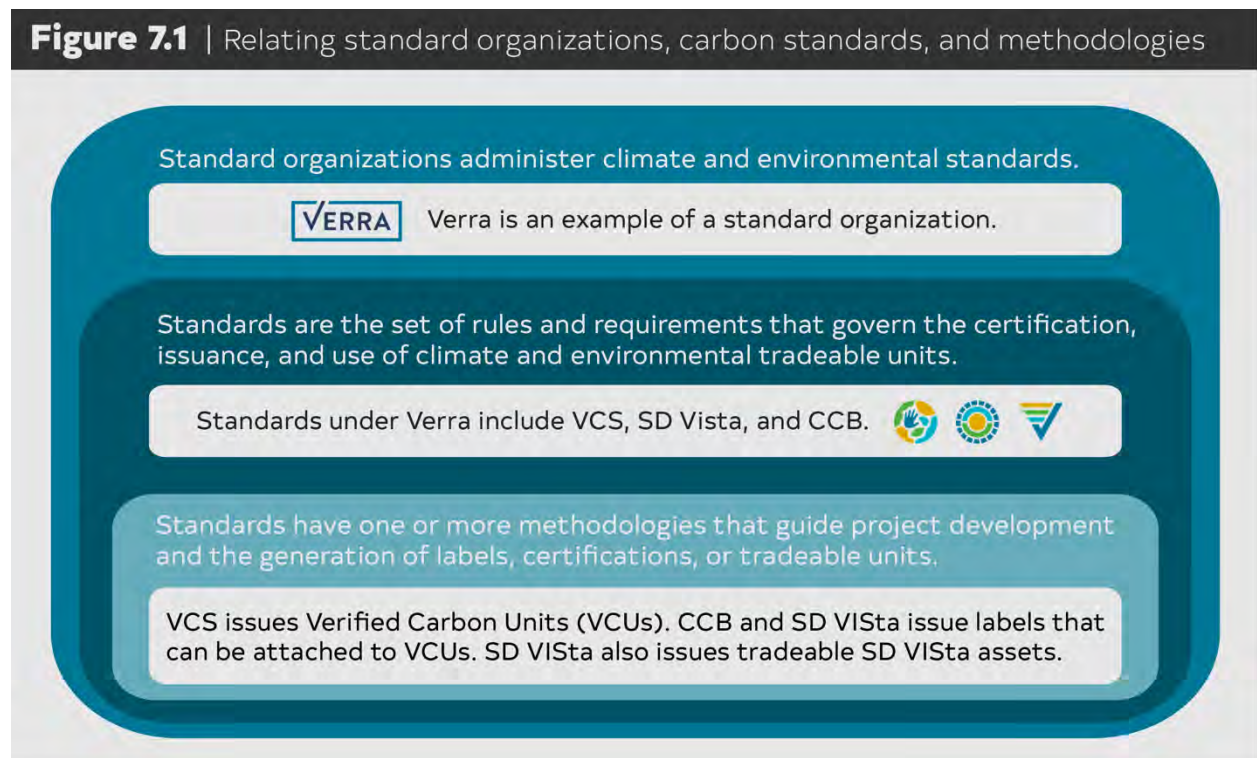 Figure 7.1 | Relating standard organizations, carbon standards, and methodologies
Standard organizations administer climate and environmental standards.
VERRA Verra is an example of a standard organization.
Standards are the set of rules and requirements that govern the certification,
issuance, and use of climate and environmental tradeable units.
Standards under Verra include VCS, SD Vista, and CCB.
Standards have one or more methodologies that guide project development
and the generation of labels, certifications, or tradeable units.
VCS issues Verified Carbon Units (VCUs). CCB and SD VISta issue labels that
can be attached to VCUs. SD VISta also issues tradeable SD VISta assets.